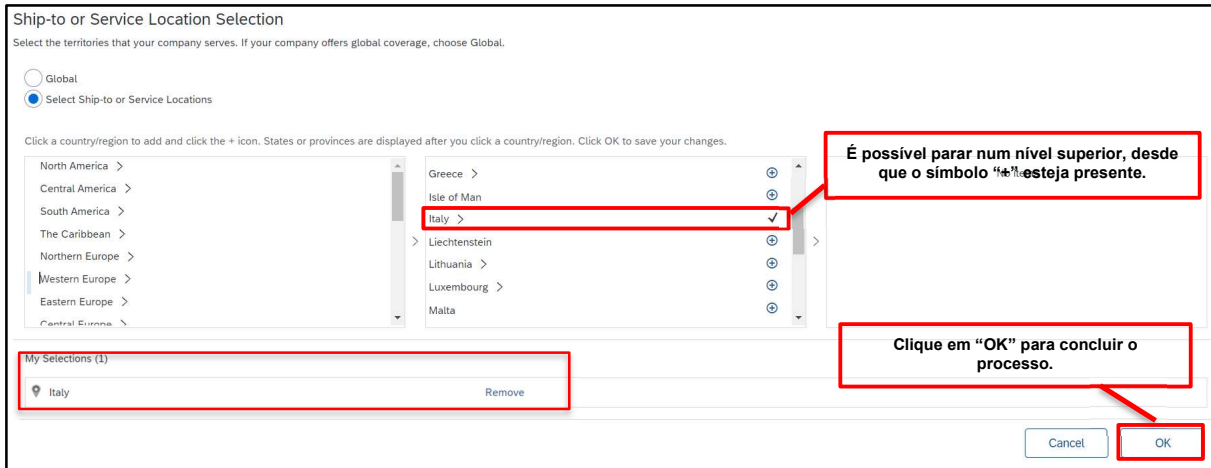 Ship-to or Service Location Selection
Select the territories that your company serves. If your company offers global coverage, choose Global.
Global
Select Ship-to or Service Locations
Click a country/region to add and click the + icon. States or provinces are displayed after you click a country/region. Click OK to save your changes.
North America >
Central America >
South America >
The Caribbean >
Northern Europe >
Western Europe >
Eastern Europe >
Central Europe >
>
Greece >
Isle of Man
Italy >
Liechtenstein
Lithuania >
Luxembourg >
Malta
>
É possível parar num nível superior, desde
que o símbolo “+” esteja presente.
My Selections (1)
Italy Remove
Clique em “OK” para concluir o
processo.
Cancel
OK